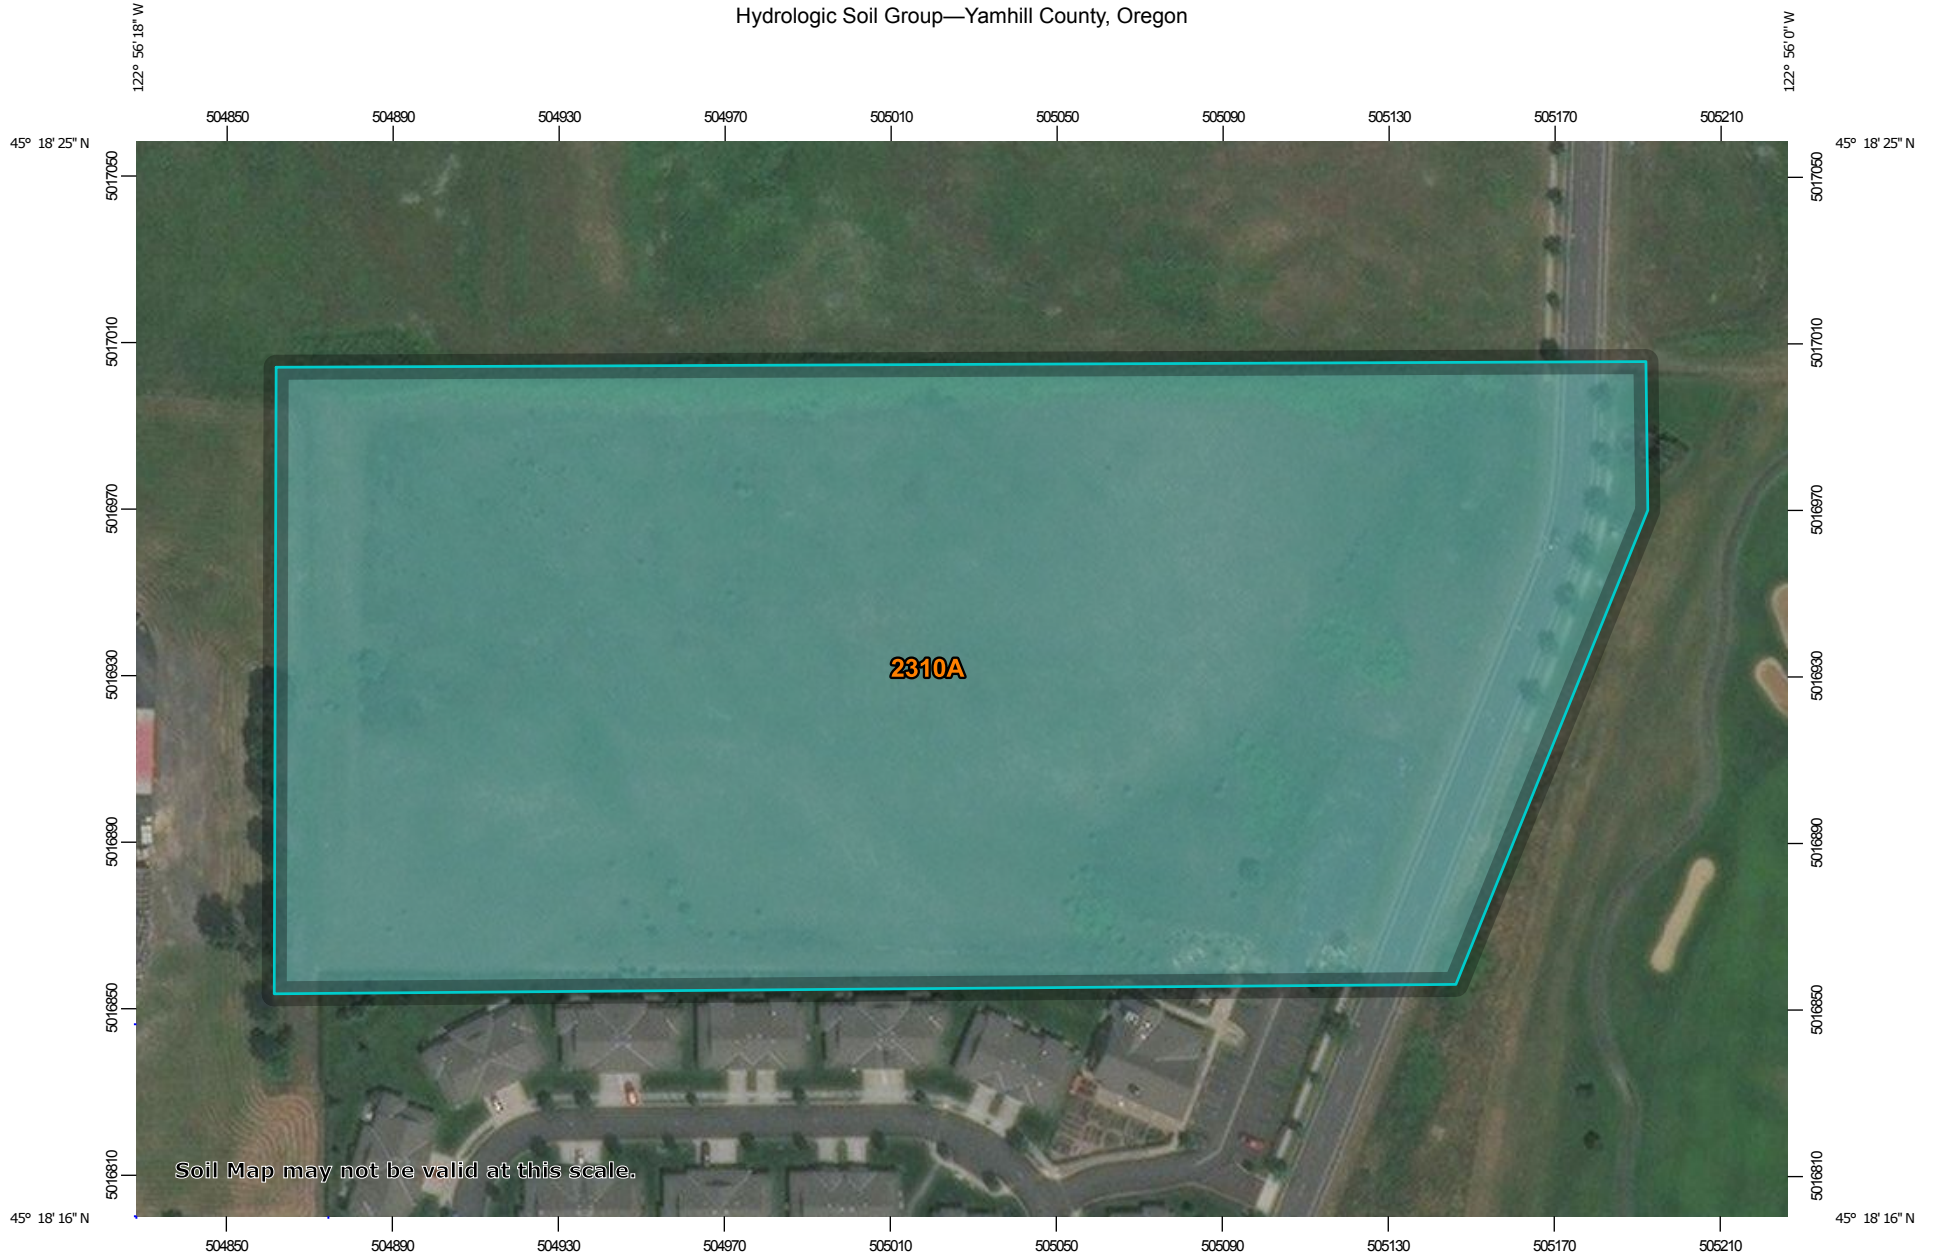 Hydrologic Soil Group—Yamhill County, Oregon
122° 56' 18" W
122° 56' 0" W
504850 504890 504930 504970 505010 505050 505090 505130 505170 505210
45° 18' 25" N
45° 18' 25" N
5017050
5017050
5017010
5017010
5016970
5016970
5016930
5016930
2310A
5016890
5016890
5016850
5016850
5016810
5016810
Soil Map may not be valid at this scale.
45° 18' 16" N
45° 18' 16" N
504850 504890 504930 504970 505010 505050 505090 505130 505170 505210